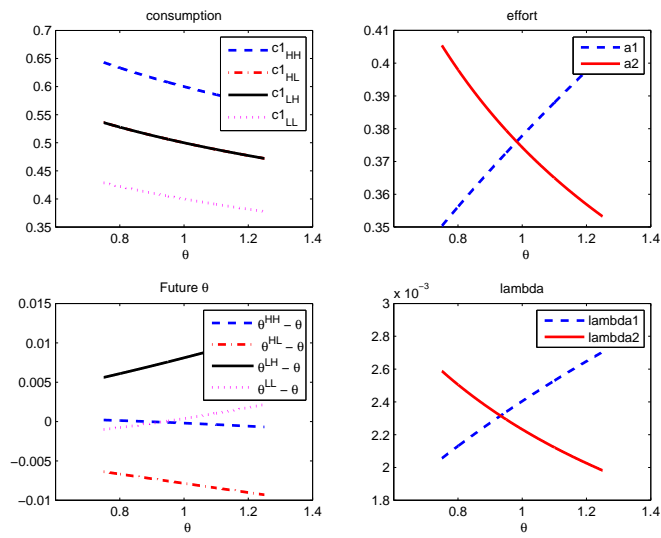 consumption
0.7
0.65
0.6
0.55
0.5
0.45
0.4
0.35
0.8
1
1.2
1.4
θ
c1HH
c1HL
c1LH
c1LL
effort
0.41
0.4
0.39
0.38
0.37
0.36
0.35
0.8
1
1.2
1.4
θ
a1
a2
Future θ
0.015
0.01
0.005
0
−0.005
−0.01
0.8
1
1.2
1.4
θ
θHH − θ
θHL − θ
θLH − θ
θLL − θ
lambda
x 10−3
3
2.6
2.4
2.2
2
1.8
0.8
1
1.2
1.4
θ
lambda1
lambda2